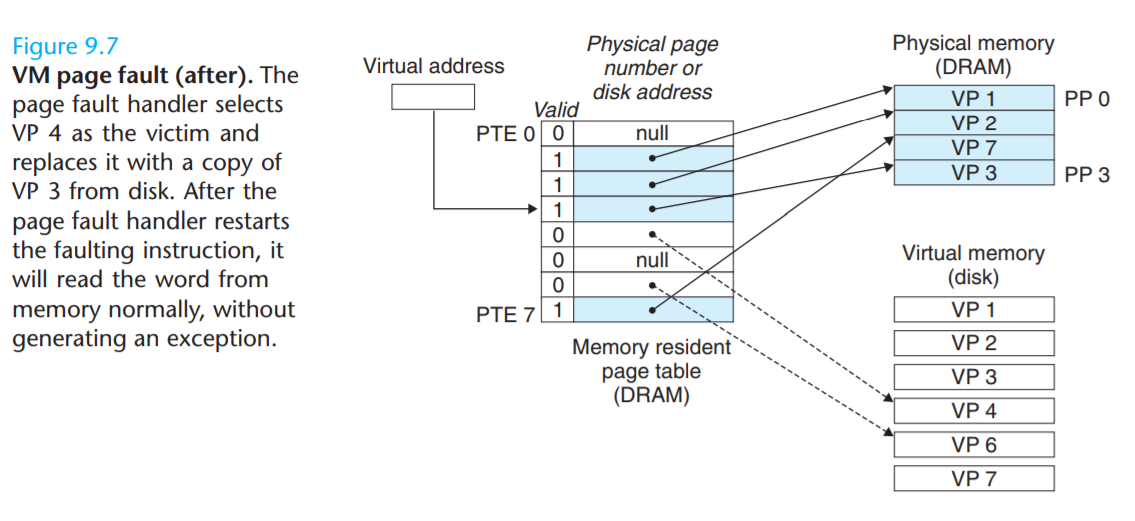 Figure 9.7
VM page fault (after). The
page fault handler selects
VP 4 as the victim and
replaces it with a copy of
VP 3 from disk. After the
page fault handler restarts
the faulting instruction, it
will read the word from
memory normally, without
generating an exception.
Virtual address
Physical page
number or
disk address
Valid
PTE 0 0 null
1
1
1
0
0 null
0
PTE 7 1
Memory resident
page table
(DRAM)
Physical memory
(DRAM)
VP 1 PP 0
VP 2
VP 7
VP 3 PP 3
Virtual memory
(disk)
VP 1
VP 2
VP 3
VP 4
VP 6
VP 7